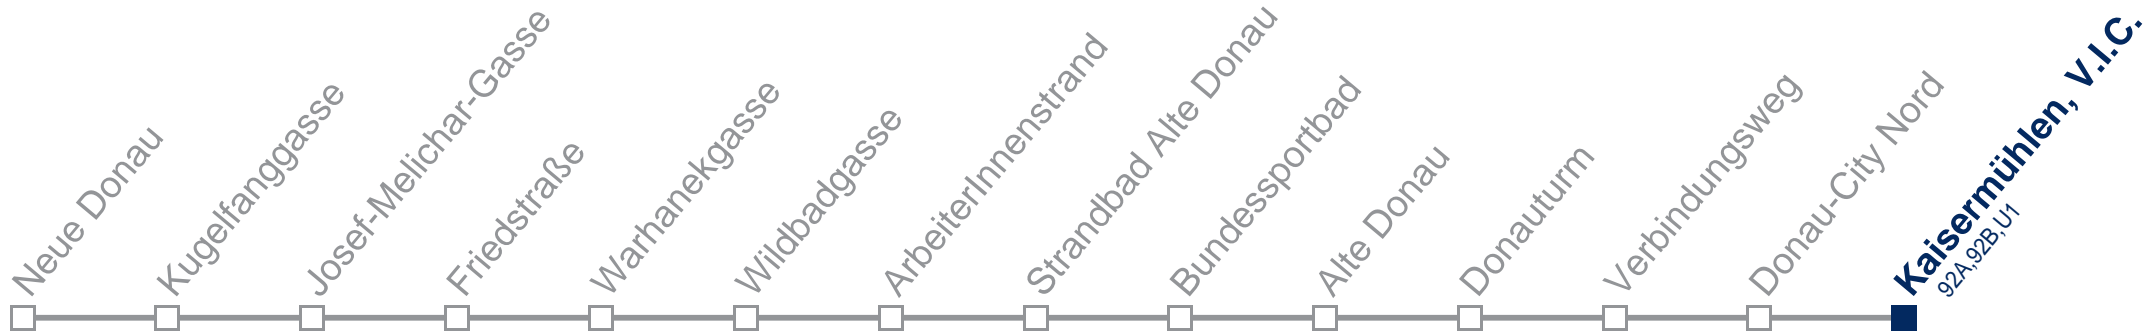 Neue Donau
Kugelfanggasse
Josef-Melichar-Gasse
Friedstraße
Warhanekgasse
Wildbadgasse
ArbeiterInnenstrand
Strandbad Alte Donau
Bundessportbad
Alte Donau
Donauturm
Verbindungsweg
Donau-City Nord
Kaisermühlen, V.I.C.
92A,92B,U1